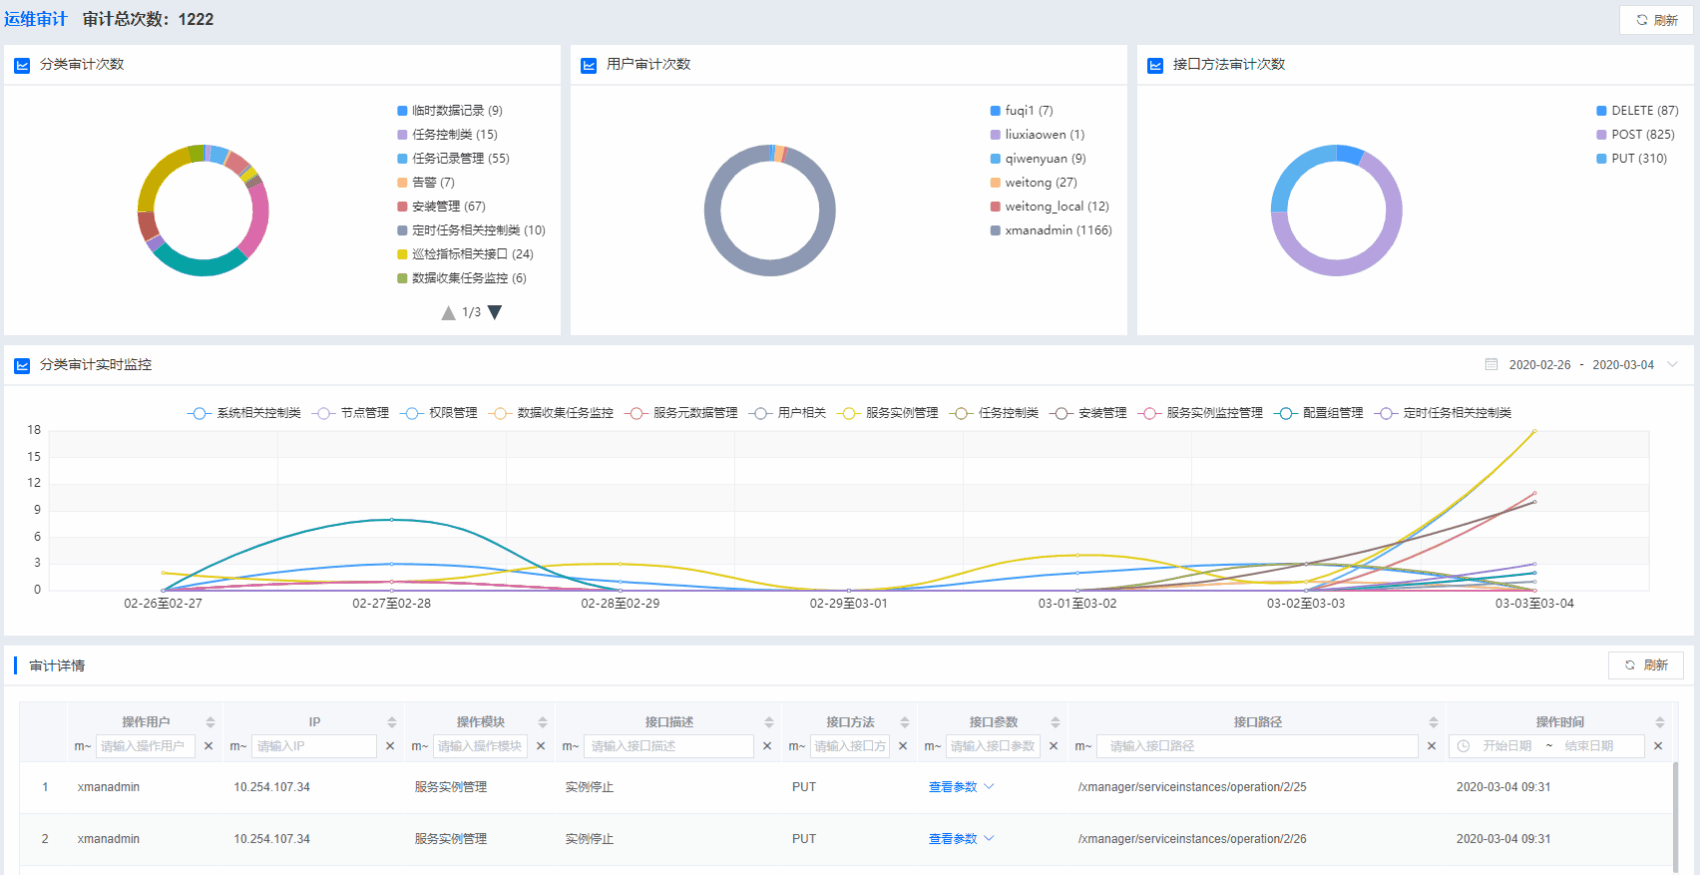 运维审计 审计总次数：1222
刷新
分类审计次数
临时数据记录 (9)
任务控制类 (15)
任务记录管理 (55)
告警 (7)
安装管理 (67)
定时任务相关控制类 (10)
巡检指标相关接口 (24)
数据收集任务监控 (6)
1/3
用户审计次数
fuqi1 (7)
liuxiaowen (1)
qiwenyuan (9)
weitong (27)
weitong_local (12)
xmanadmin (1166)
接口方法审计次数
DELETE (87)
POST (825)
PUT (310)
分类审计实时监控
2020-02-26 - 2020-03-04
系统相关控制类 节点管理 权限管理 数据收集任务监控 服务元数据管理 用户相关 服务实例管理 任务控制类 安装管理 服务实例监控管理 配置组管理 定时任务相关控制类
18
15
12
9
6
3
0
02-26至02-27 02-27至02-28 02-28至02-29 02-29至03-01 03-01至03-02 03-02至03-03 03-03至03-04
审计详情
刷新
操作用户 IP 操作模块 接口描述 接口方法 接口参数 接口路径 操作时间
m~ 请输入操作用户 × m~ 请输入IP × m~ 请输入操作模块 × m~ 请输入接口描述 × m~ 请输入接口方 × m~ 请输入接口参数 × m~ 请输入接口路径 × 开始日期 ~ 结束日期 ×
1 xmanadmin 10.254.107.34 服务实例管理 实例停止 PUT 查看参数 /xmanager/serviceinstances/operation/2/25 2020-03-04 09:31
2 xmanadmin 10.254.107.34 服务实例管理 实例停止 PUT 查看参数 /xmanager/serviceinstances/operation/2/26 2020-03-04 09:31